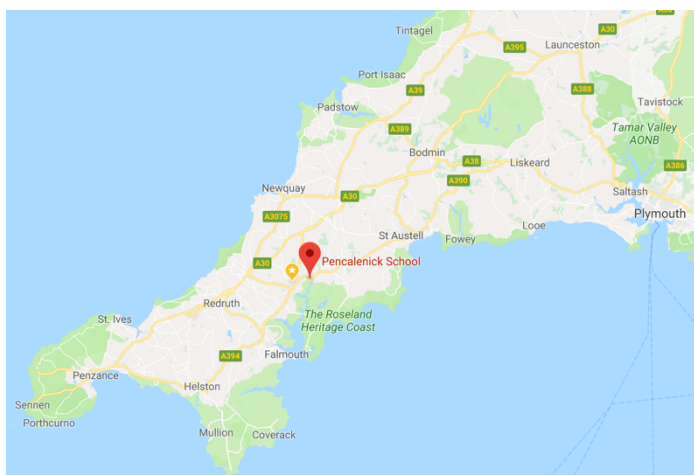 Tintagel
A30
A395
Launceston
Port Isaac
A39
A388
Padstow
Tavistock
A389
Tamar Valley
AONB
Bodmin
A38
Liskeard
A386
A390
Newquay
A30
Saltash
Plymouth
A3075
St Austell
Fowey
Looe
A30
Pencalenick School
Redruth
St. Ives
The Roseland
Heritage Coast
A394
Falmouth
Penzance
Helston
Sennen
Porthcurno
Mullion
Coverack